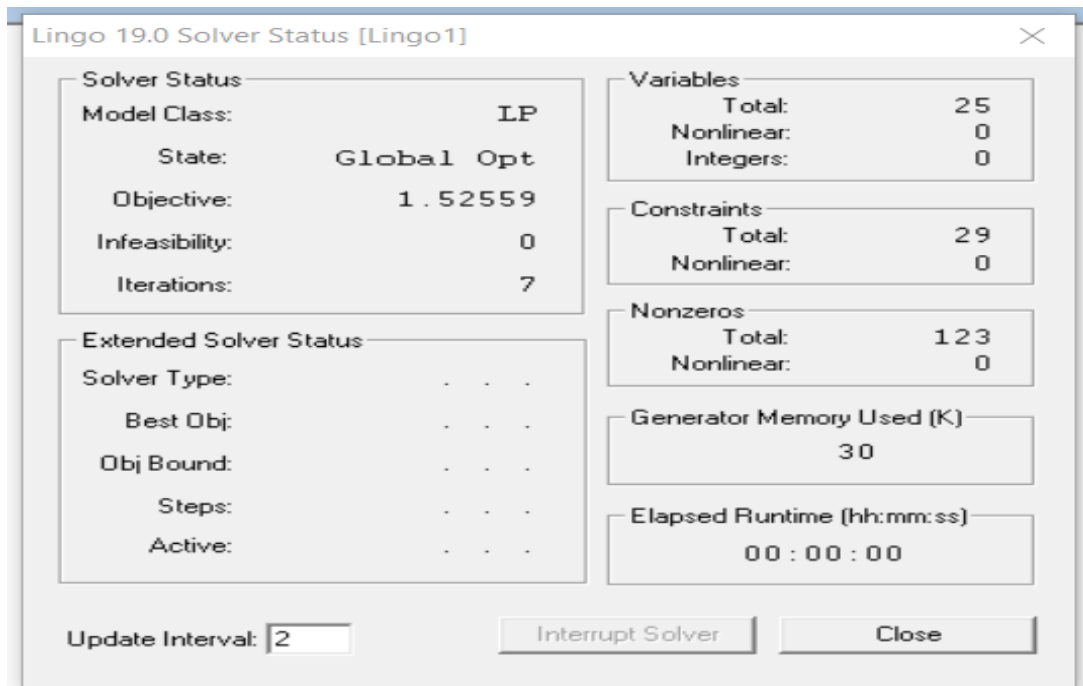 Lingo 19.0 Solver Status [Lingo1]
Solver Status
Model Class: LP
State: Global Opt
Objective: 1.52559
Infeasibility: 0
Iterations: 7
Extended Solver Status
Solver Type: . . .
Best Obj: . . .
Obj Bound: . . .
Steps: . . .
Active: . . .
Variables
Total: 25
Nonlinear: 0
Integers: 0
Constraints
Total: 29
Nonlinear: 0
Nonzeros
Total: 123
Nonlinear: 0
Generator Memory Used (K)
30
Elapsed Runtime (hh:mm:ss)
00:00:00
Update Interval: 2
Interrupt Solver
Close